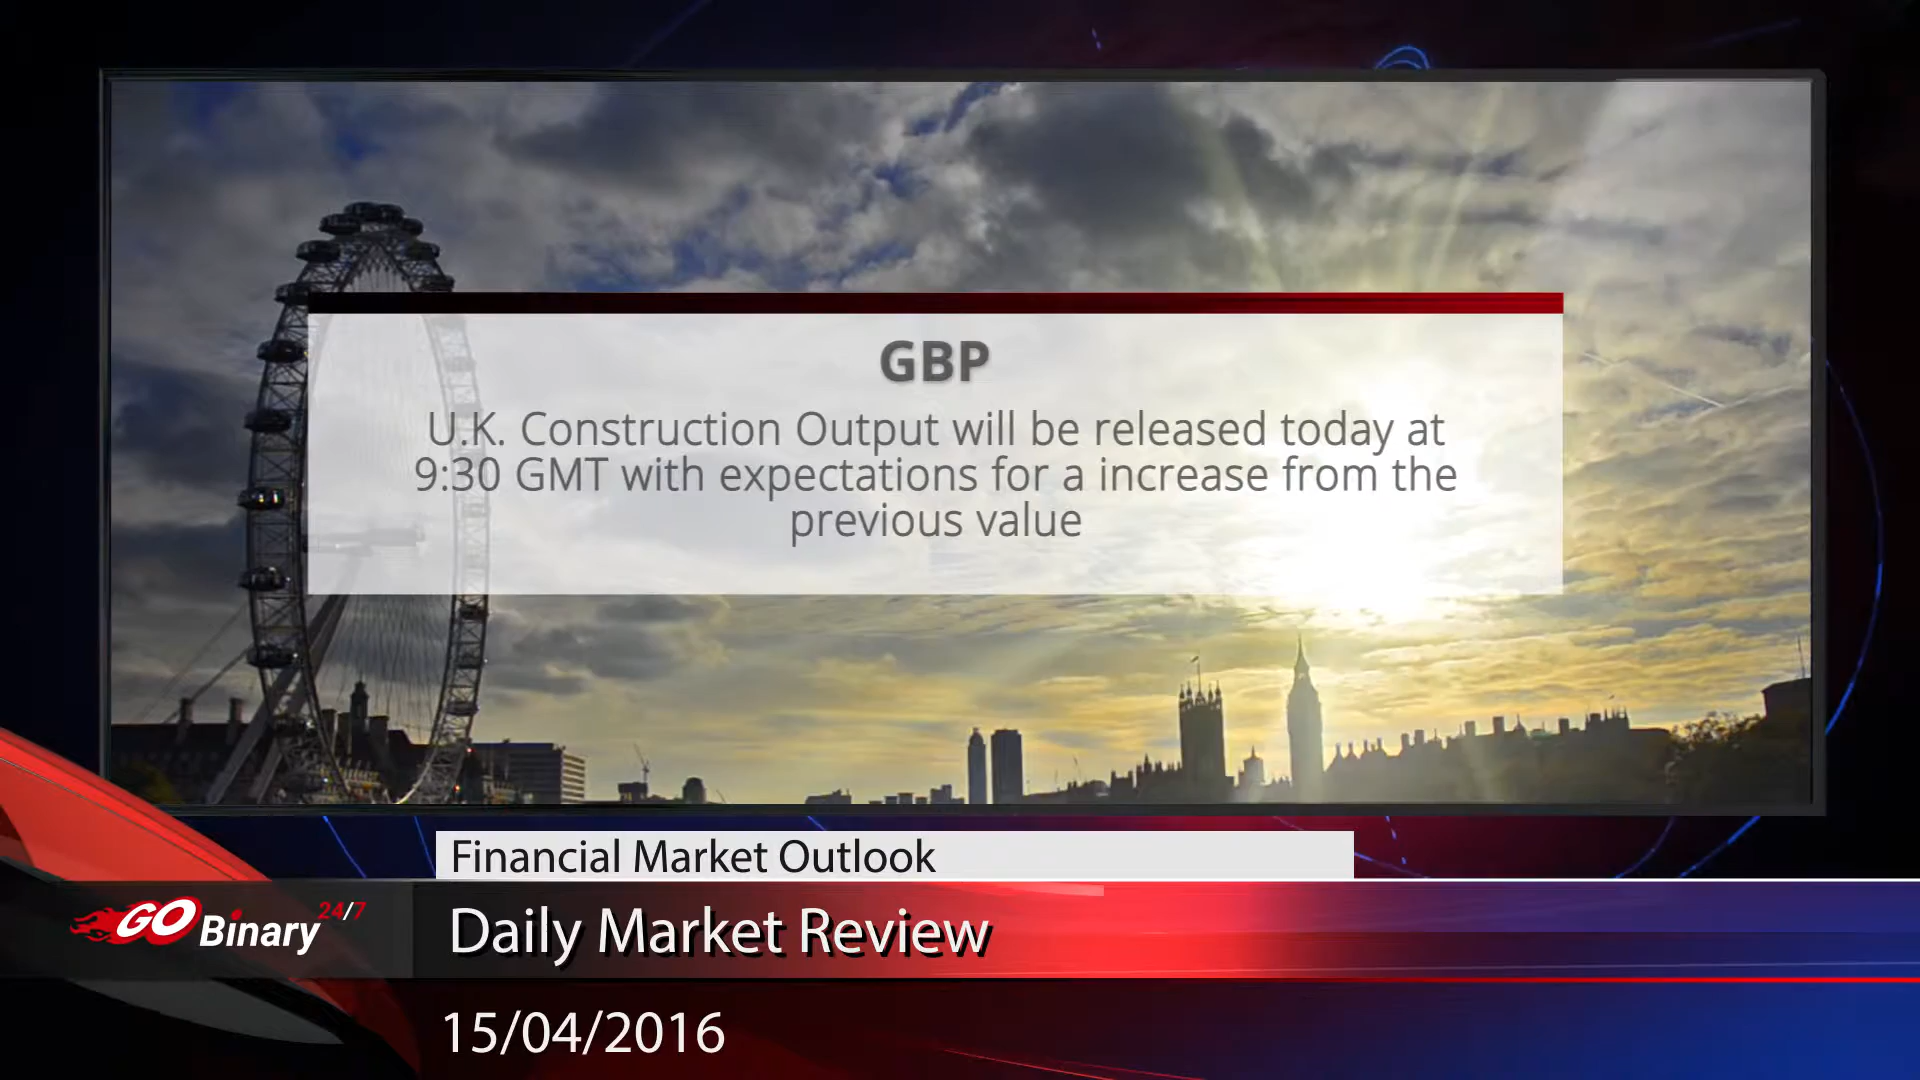 GBP
U.K. Construction Output will be released today at
9:30 GMT with expectations for a increase from the
previous value
Financial Market Outlook
GO Binary 24/7
Daily Market Review
15/04/2016